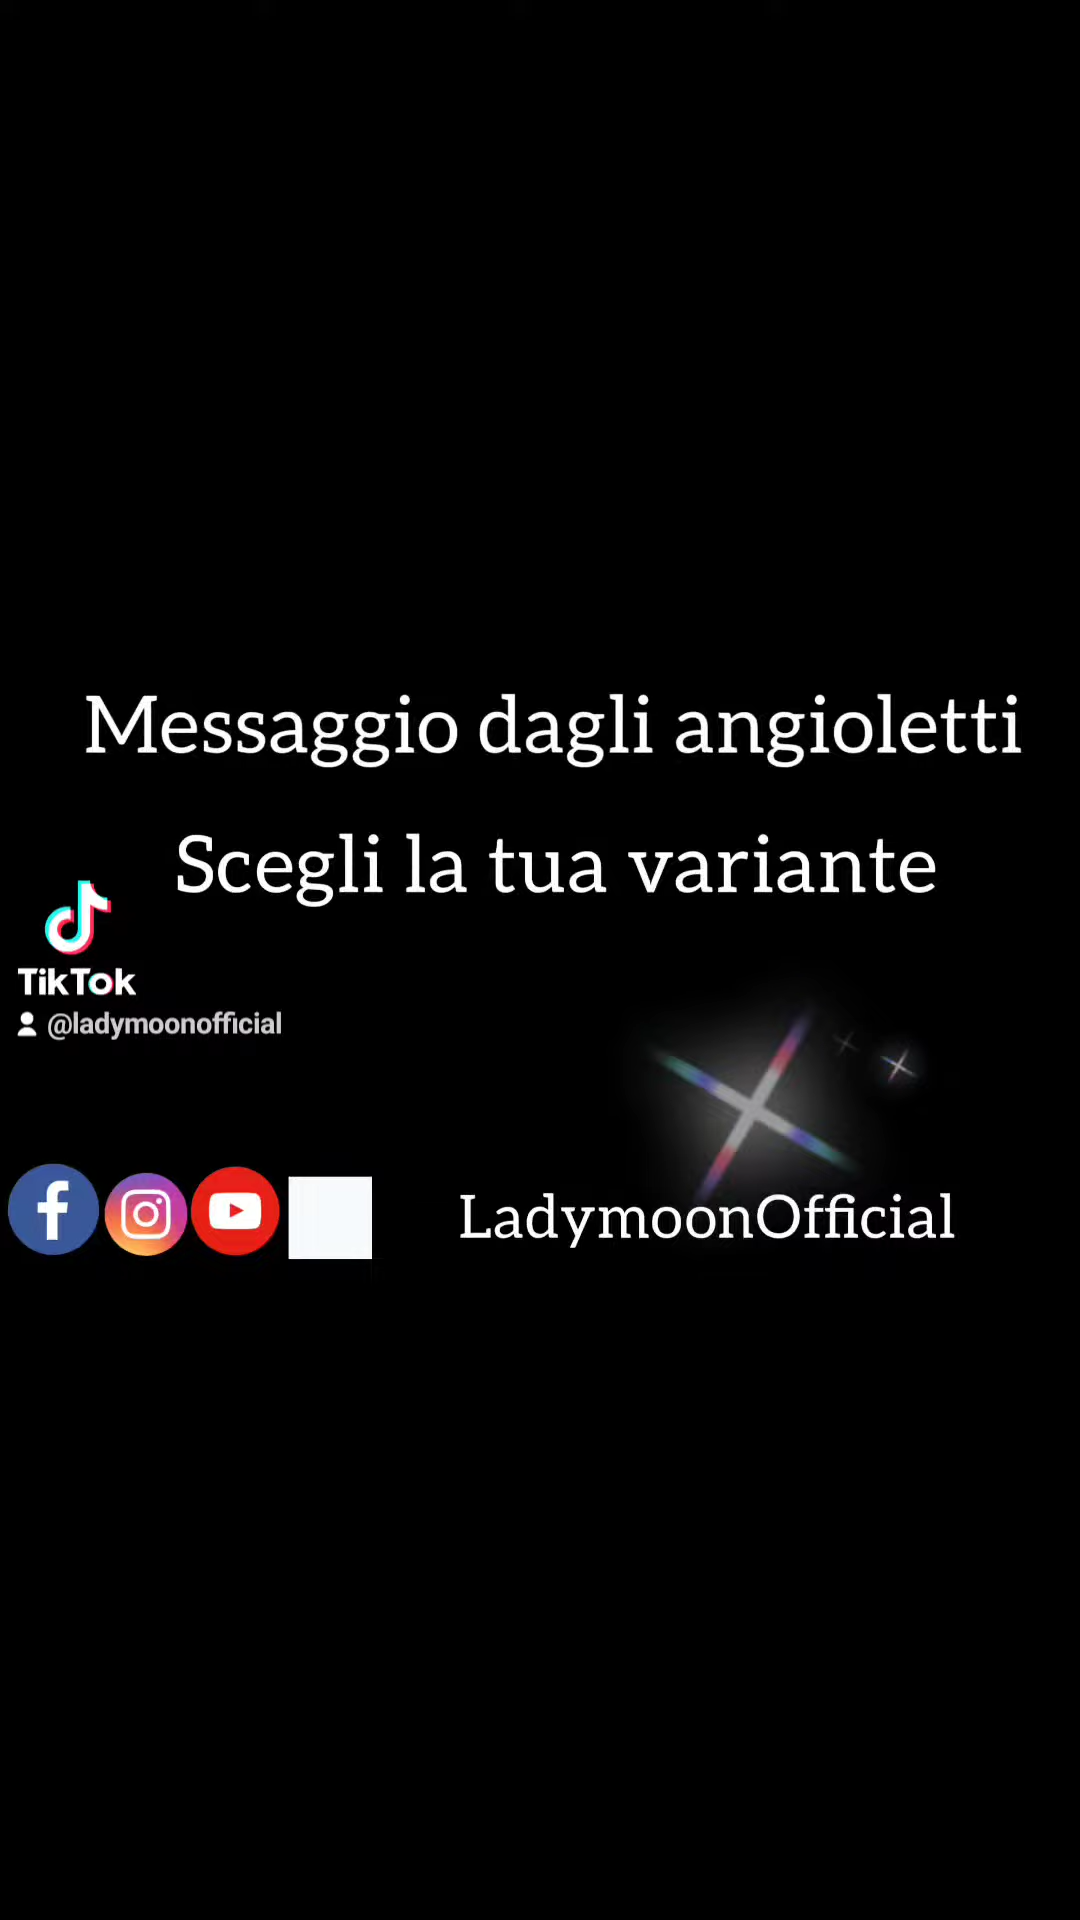 Messaggio dagli angioletti
Scegli la tua variante
TikTok
@ladymoonofficial
LadymoonOfficial